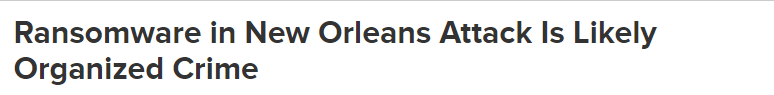 Ransomware in New Orleans Attack Is Likely
Organized Crime